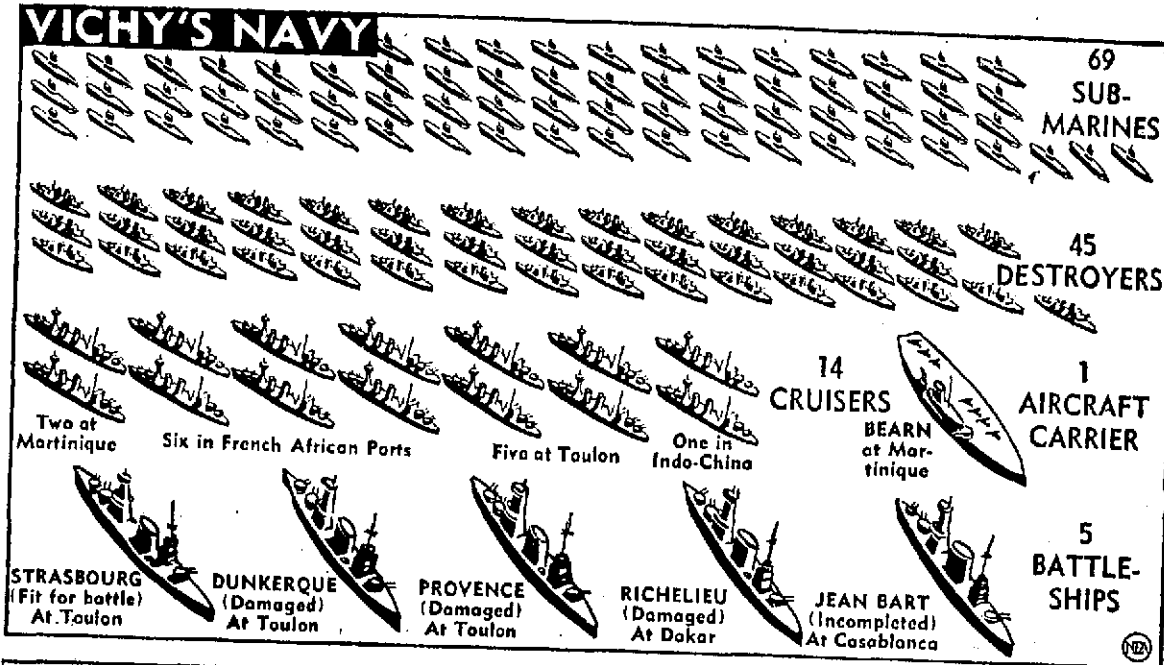 VICHY'S NAVY
69
SUB-
MARINES
45
DESTROYERS
14
CRUISERS
1
AIRCRAFT
CARRIER
BEARN
at Mar-
tinique
Two at
Martinique
Six in French African Ports
Five at Toulon
One in
Indo-China
STRASBOURG
(Fit for battle)
At Toulon
DUNKERQUE
(Damaged)
At Toulon
PROVENCE
(Damaged)
At Toulon
RICHELIEU
(Damaged)
At Dakar
JEAN BART
(Incompleted)
At Casablanca
5
BATTLE-
SHIPS
NEA